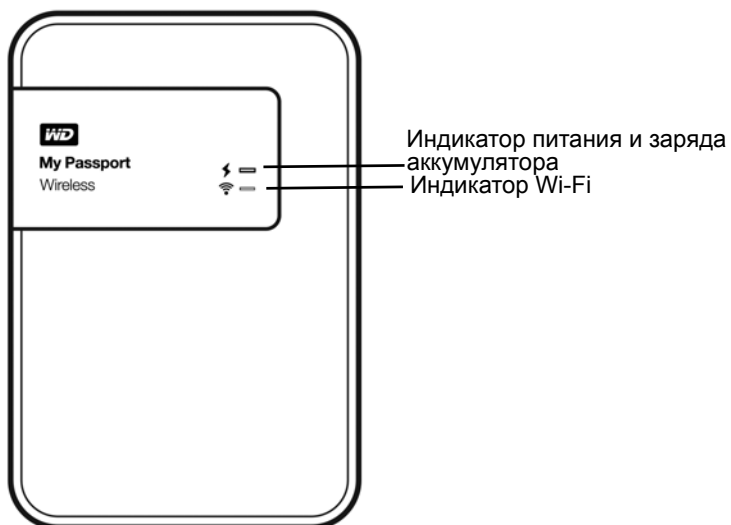 WD
My Passport
Wireless
Индикатор питания и заряда
аккумулятора
Индикатор Wi-Fi